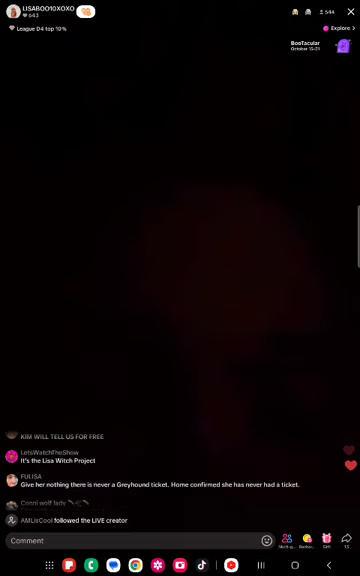 LISABOO10XOXO
643
544
League D4 top 10%
Explore >
BooTacular
October 15-31
KIM WILL TELL US FOR FREE
LetsWatchTheShow
It's the Lisa Witch Project
FULISA
Give her nothing there is never a Greyhound ticket. Home confirmed she has never had a ticket.
Conni wolf lady
AMLisCool followed the LIVE creator
Comment
Gift